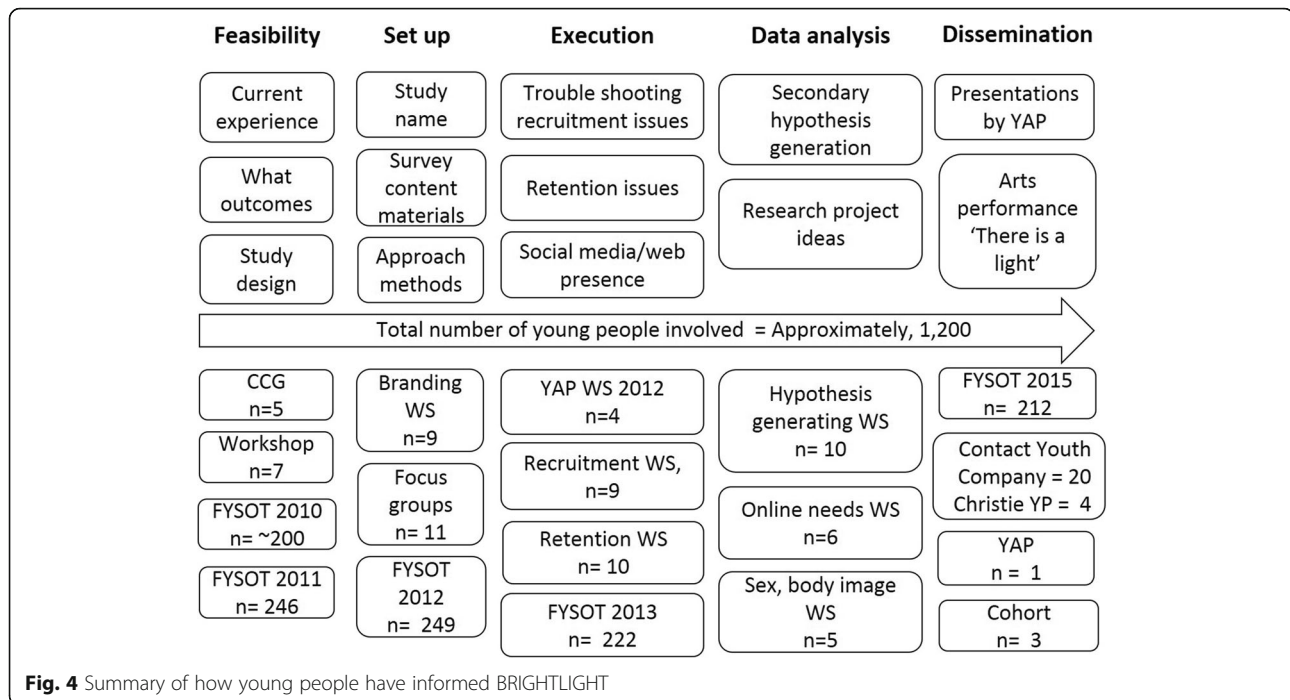 Feasibility
Set up
Execution
Data analysis
Dissemination
Current
experience
What
outcomes
Study
design
Study
name
Survey
content
materials
Approach
methods
Trouble shooting
recruitment issues
Retention issues
Social media/web
presence
Secondary
hypothesis
generation
Research project
ideas
Presentations
by YAP
Arts
performance
‘There is a
light’
Total number of young people involved = Approximately, 1,200
CCG
n=5
Workshop
n=7
FYSOT 2010
n= ~200
FYSOT 2011
n= 246
Branding
WS
n=9
Focus
groups
n= 11
FYSOT
2012
n= 249
YAP WS 2012
n=4
Recruitment WS,
n=9
Retention WS
n= 10
FYSOT 2013
n= 222
Hypothesis
generating WS
n= 10
Online needs WS
n=6
Sex, body image
WS
n=5
FYSOT 2015
n= 212
Contact Youth
Company = 20
Christie YP = 4
YAP
n = 1
Cohort
n= 3
Fig. 4 Summary of how young people have informed BRIGHTLIGHT